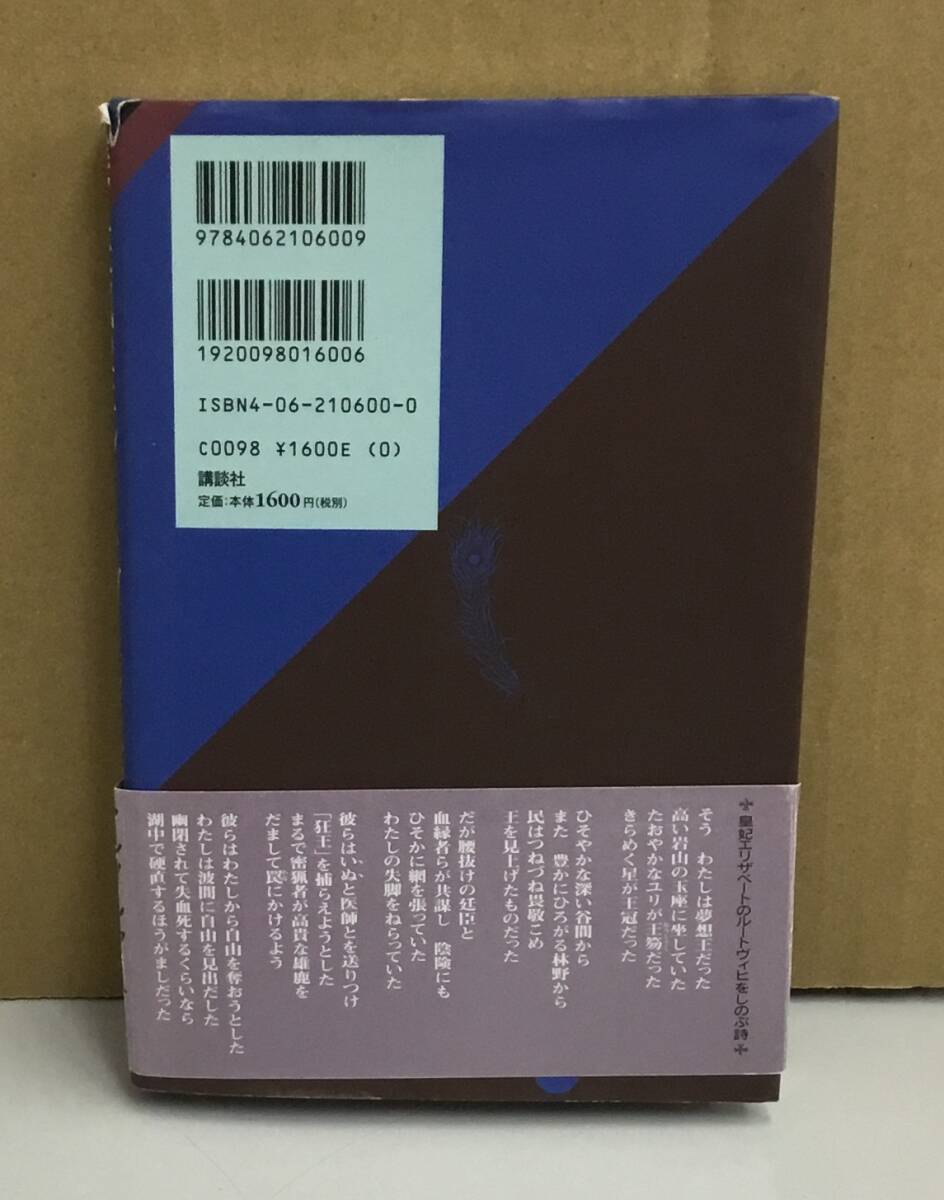 9784062106009
1920098016006
ISBN4-06-210600-0
C0098 ¥1600E (0)
講談社
定価:本体1600円(税別)
皇妃エリザベートのルートヴィヒをしのぶ詩
そう　わたしは夢想王だった
高い岩山の玉座に坐していた
たおやかなユリが王笏だった
きらめく星が王冠だった
ひそやかな深い谷間から
また　豊かにひろがる林野から
民はつねづね畏敬こめ
王を見上げたものだった
だが腰抜けの廷臣と
血縁者らが共謀し　陰険にも
ひそかに網を張っていた
わたしの失脚をねらっていた
彼らはいぬと医師とを送りつけ
「狂王」を捕らえようとした
まるで密猟者が高貴な雄鹿を
だまして罠にかけるよう
彼らはわたしから自由を奪おうとした
わたしは波間に自由を見出だした
幽閉されて失血死するくらいなら
湖中で硬直するほうがましだった